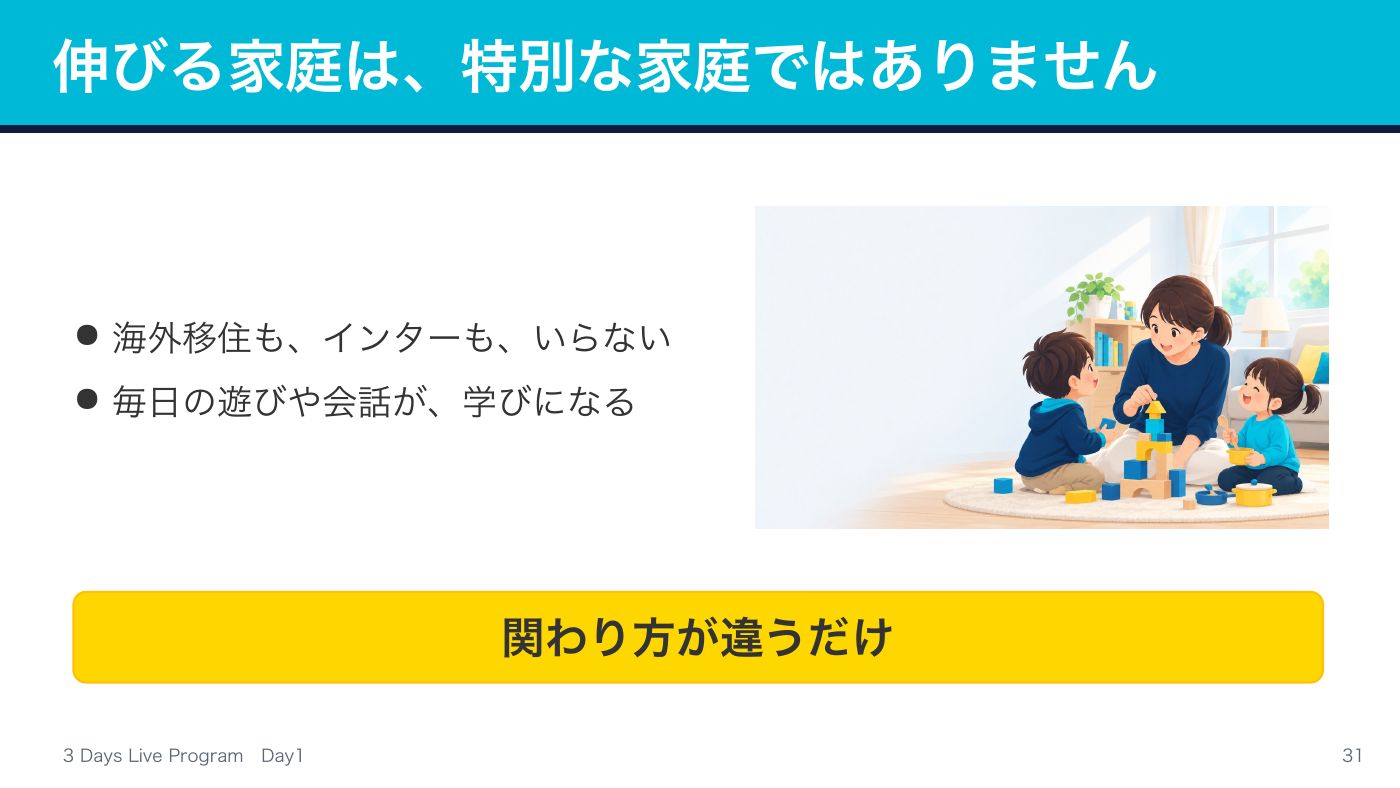 伸びる家庭は、特別な家庭ではありません
海外移住も、インターも、いらない
毎日の遊びや会話が、学びになる
関わり方が違うだけ
3 Days Live Program Day1
31